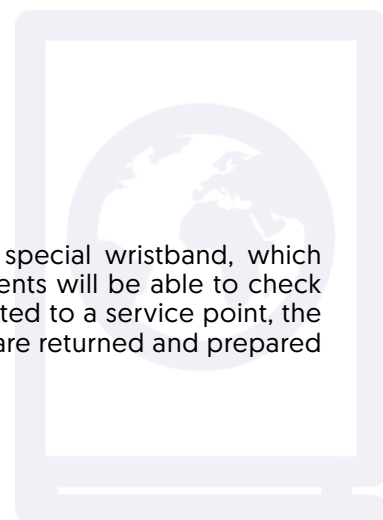 special wristband, which
ents will be able to check
ted to a service point, the
are returned and prepared